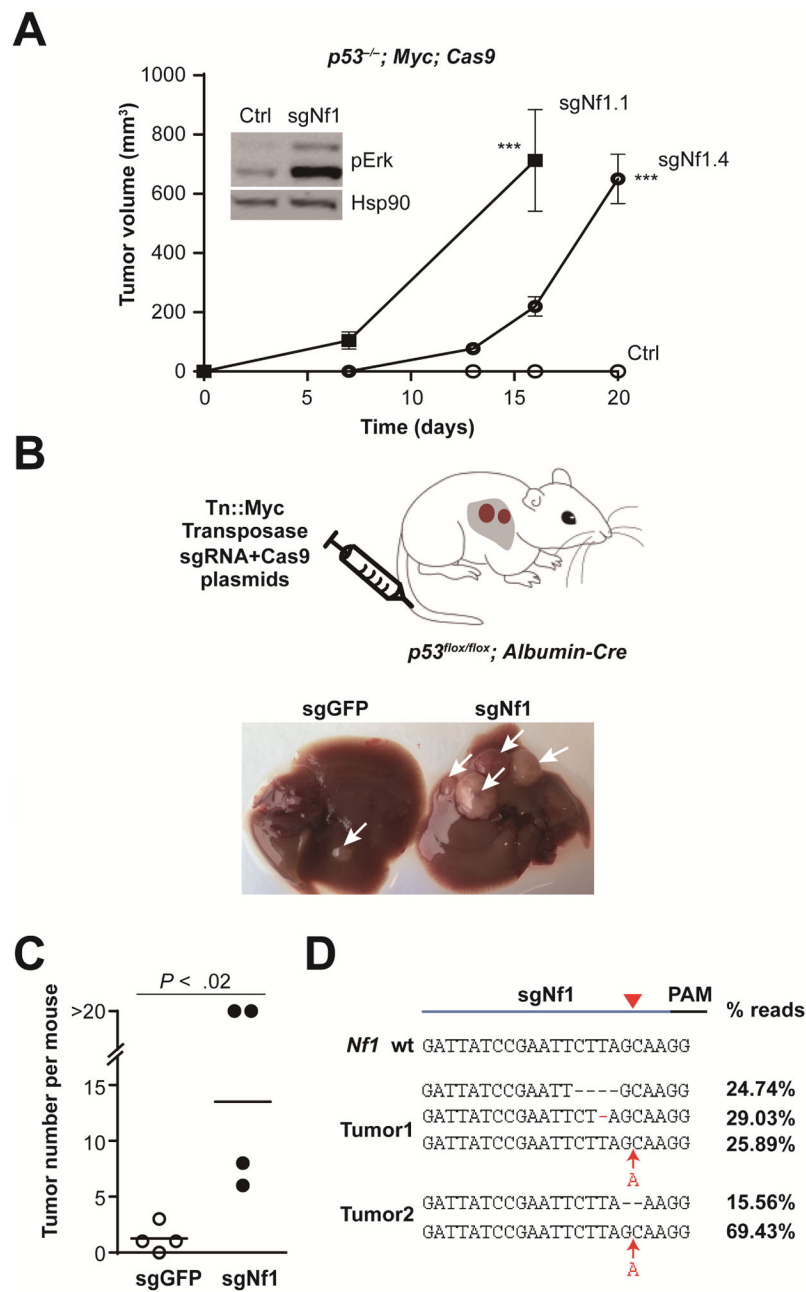 A
p53–/–; Myc; Cas9
Tumor volume (mm3)
1000
800
600
400
200
0
Ctrl sgNf1
pErk
Hsp90
***
sgNf1.1
sgNf1.4
***
Ctrl
0 5 10 15 20
Time (days)
B
Tn::Myc
Transposase
sgRNA+Cas9
plasmids
p53flox/flox; Albumin-Cre
sgGFP sgNf1
C
P < .02
Tumor number per mouse
>20
15
10
5
0
sgGFP sgNf1
D
sgNf1 PAM
% reads
Nf1 wt GATTATCCGAATTCTTAGCAAGG
Tumor1
GATTATCCGAATT----GCAAGG 24.74%
GATTATCCGAATTCT-AGCAAGG 29.03%
GATTATCCGAATTCTTAGCAAGG 25.89%
A
Tumor2
GATTATCCGAATTCTTA--AAGG 15.56%
GATTATCCGAATTCTTAGCAAGG 69.43%
A